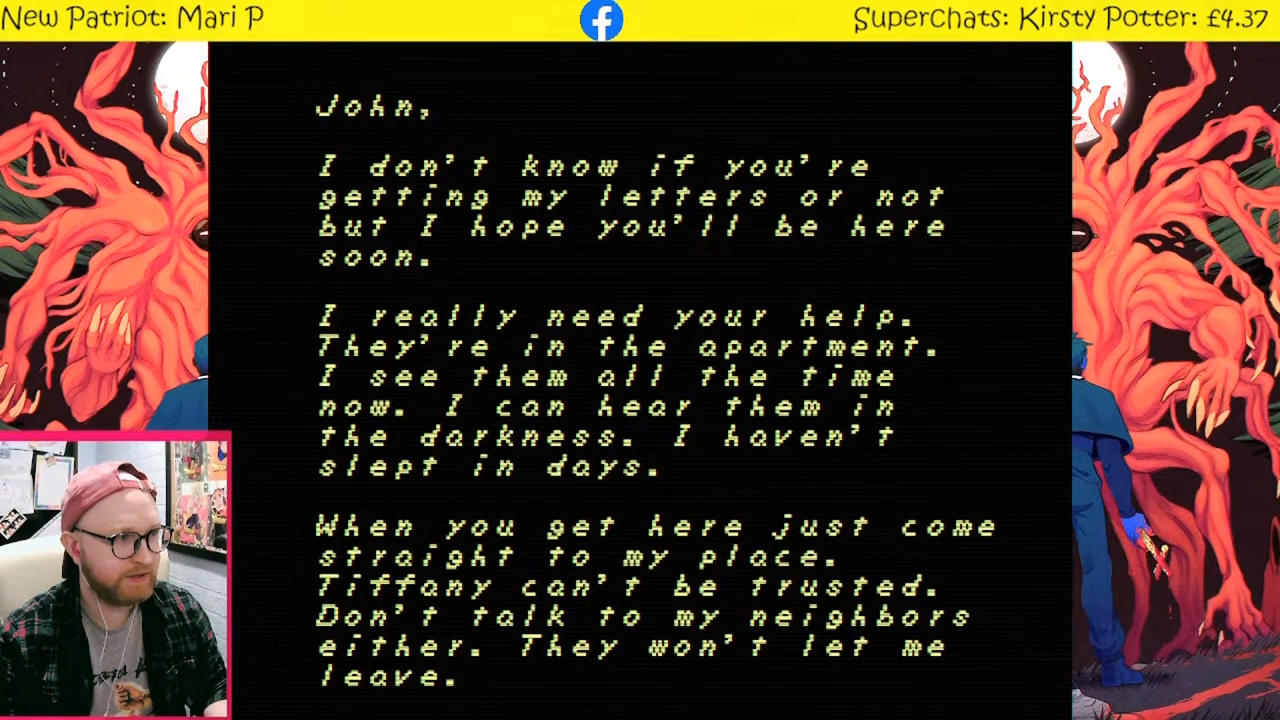 New Patriot: Mari P
Superchats: Kirsty Potter: £4.37
John,
I don't know if you're
getting my letters or not
but I hope you'll be here
soon.
I really need your help.
They're in the apartment.
I see them all the time
now. I can hear them in
the darkness. I haven't
slept in days.
When you get here just come
straight to my place.
Tiffany can't be trusted.
Don't talk to my neighbors
either. They won't let me
leave.